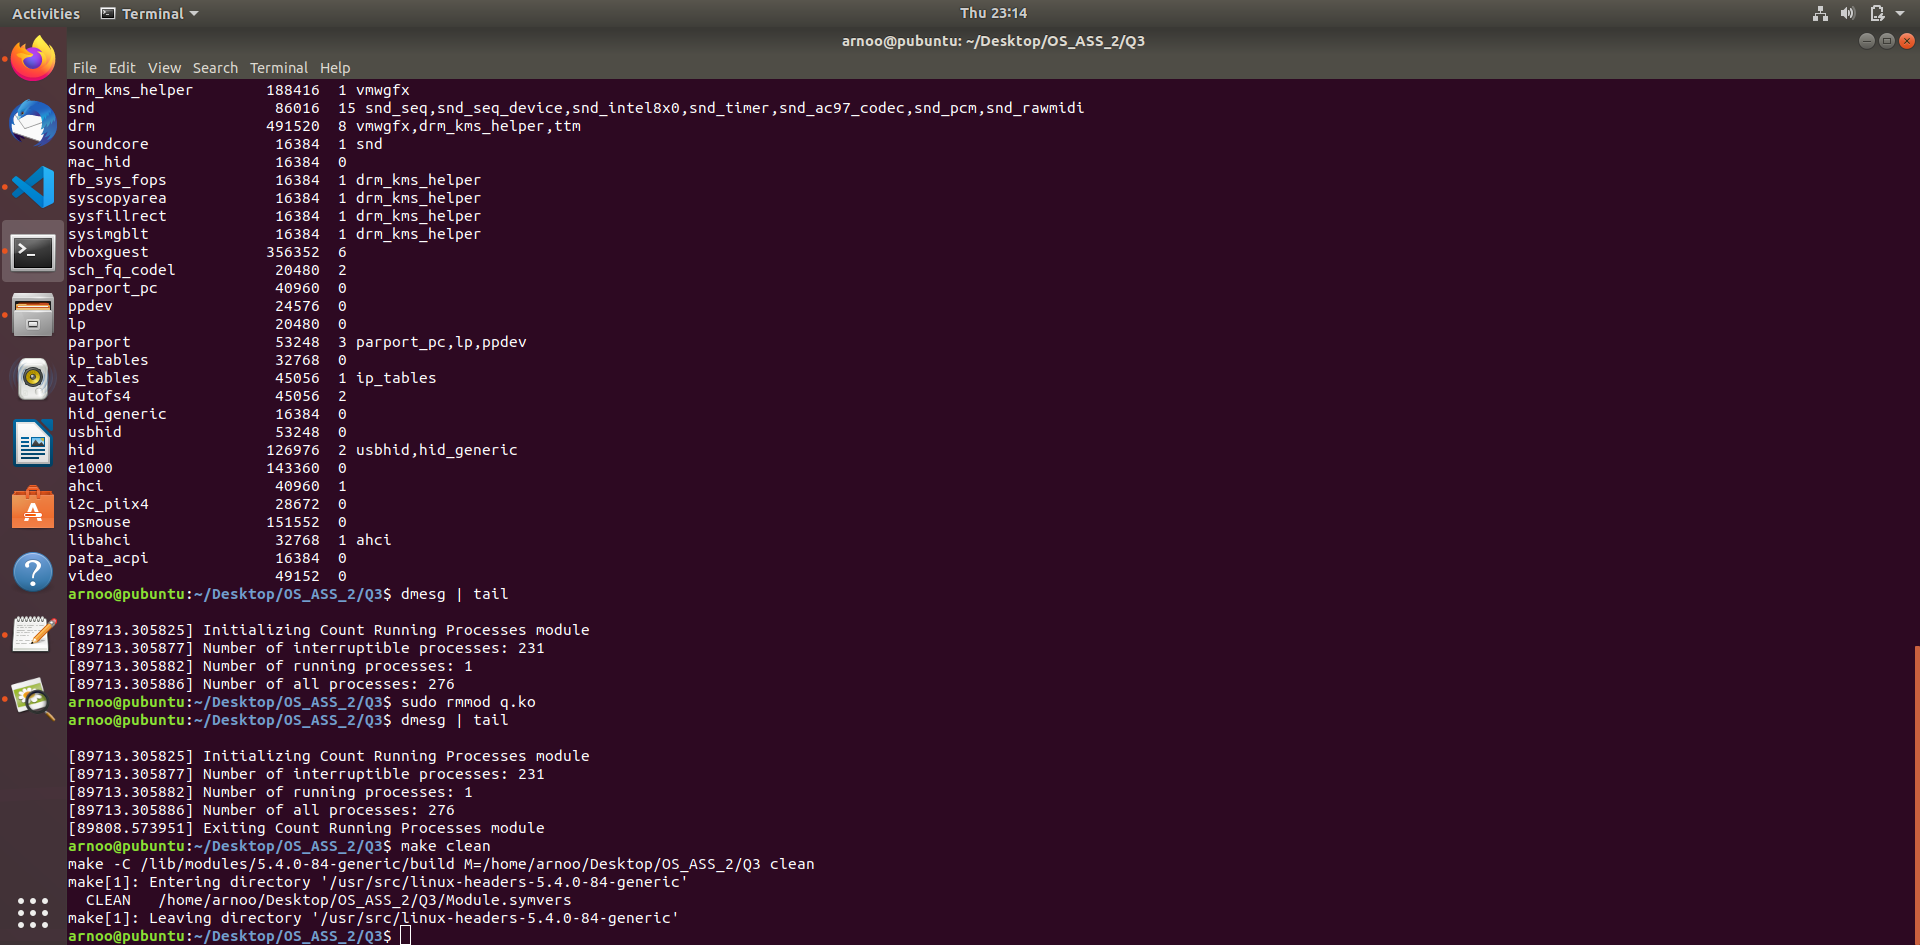 Activities Terminal Thu 23:14
arnoo@pubuntu: ~/Desktop/OS_ASS_2/Q3
File Edit View Search Terminal Help
drm_kms_helper        188416  1 vmwgfx
snd                    86016  15 snd_seq,snd_seq_device,snd_intel8x0,snd_timer,snd_ac97_codec,snd_pcm,snd_rawmidi
drm                   491520  8 vmwgfx,drm_kms_helper,ttm
soundcore              16384  1 snd
mac_hid                16384  0
fb_sys_fops            16384  1 drm_kms_helper
syscopyarea            16384  1 drm_kms_helper
sysfillrect            16384  1 drm_kms_helper
sysimgblt              16384  1 drm_kms_helper
vboxguest             356352  6
sch_fq_codel           20480  2
parport_pc             40960  0
ppdev                  24576  0
lp                     20480  0
parport                53248  3 parport_pc,lp,ppdev
ip_tables              32768  0
x_tables               45056  1 ip_tables
autofs4                45056  2
hid_generic            16384  0
usbhid                 53248  0
hid                   126976  2 usbhid,hid_generic
e1000                 143360  0
ahci                   40960  1
i2c_piix4              28672  0
psmouse               151552  0
libahci                32768  1 ahci
pata_acpi              16384  0
video                  49152  0
arnoo@pubuntu:~/Desktop/OS_ASS_2/Q3$ dmesg | tail
[89713.305825] Initializing Count Running Processes module
[89713.305877] Number of interruptible processes: 231
[89713.305882] Number of running processes: 1
[89713.305886] Number of all processes: 276
arnoo@pubuntu:~/Desktop/OS_ASS_2/Q3$ sudo rmmod q.ko
arnoo@pubuntu:~/Desktop/OS_ASS_2/Q3$ dmesg | tail
[89713.305825] Initializing Count Running Processes module
[89713.305877] Number of interruptible processes: 231
[89713.305882] Number of running processes: 1
[89713.305886] Number of all processes: 276
[89808.573951] Exiting Count Running Processes module
arnoo@pubuntu:~/Desktop/OS_ASS_2/Q3$ make clean
make -C /lib/modules/5.4.0-84-generic/build M=/home/arnoo/Desktop/OS_ASS_2/Q3 clean
make[1]: Entering directory '/usr/src/linux-headers-5.4.0-84-generic'
  CLEAN   /home/arnoo/Desktop/OS_ASS_2/Q3/Module.symvers
make[1]: Leaving directory '/usr/src/linux-headers-5.4.0-84-generic'
arnoo@pubuntu:~/Desktop/OS_ASS_2/Q3$